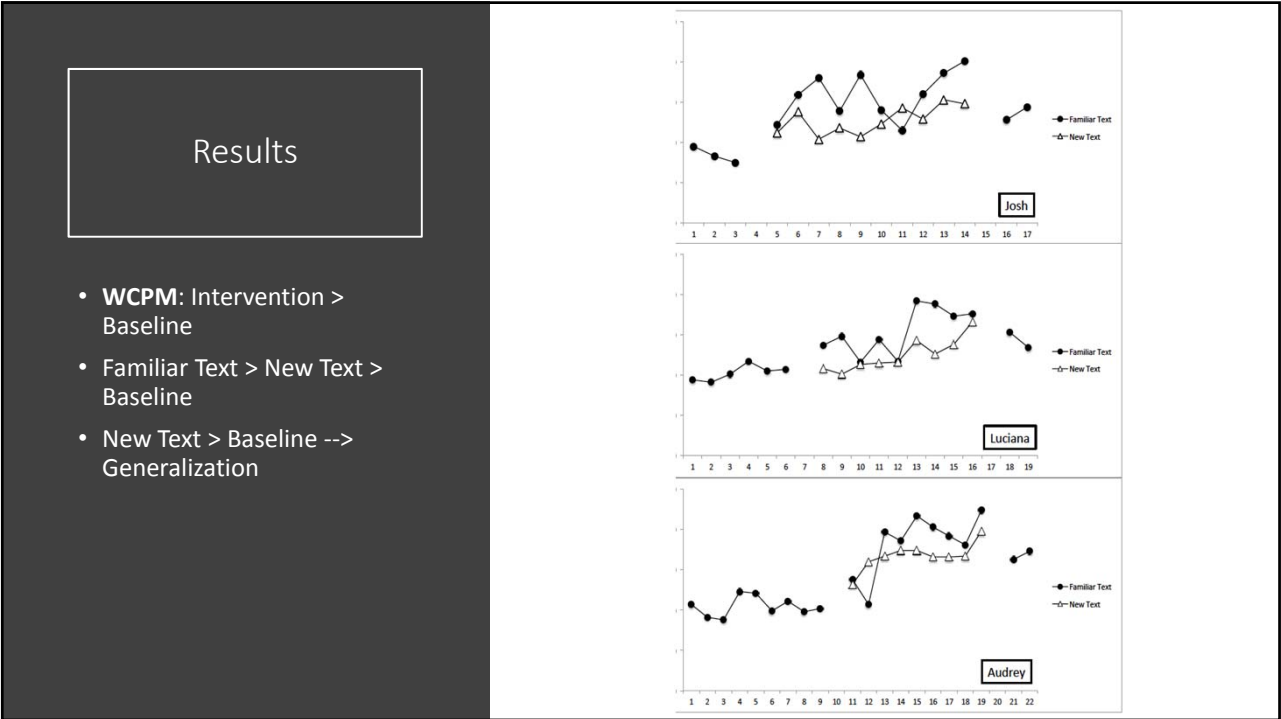 Results
• WCPM: Intervention >
Baseline
• Familiar Text > New Text >
Baseline
• New Text > Baseline -->
Generalization
Familiar Text
New Text
Josh
1 2 3 4 5 6 7 8 9 10 11 12 13 14 15 16 17
Familiar Text
New Text
Luciana
1 2 3 4 5 6 7 8 9 10 11 12 13 14 15 16 17 18 19
Familiar Text
New Text
Audrey
1 2 3 4 5 6 7 8 9 10 11 12 13 14 15 16 17 18 19 20 21 22